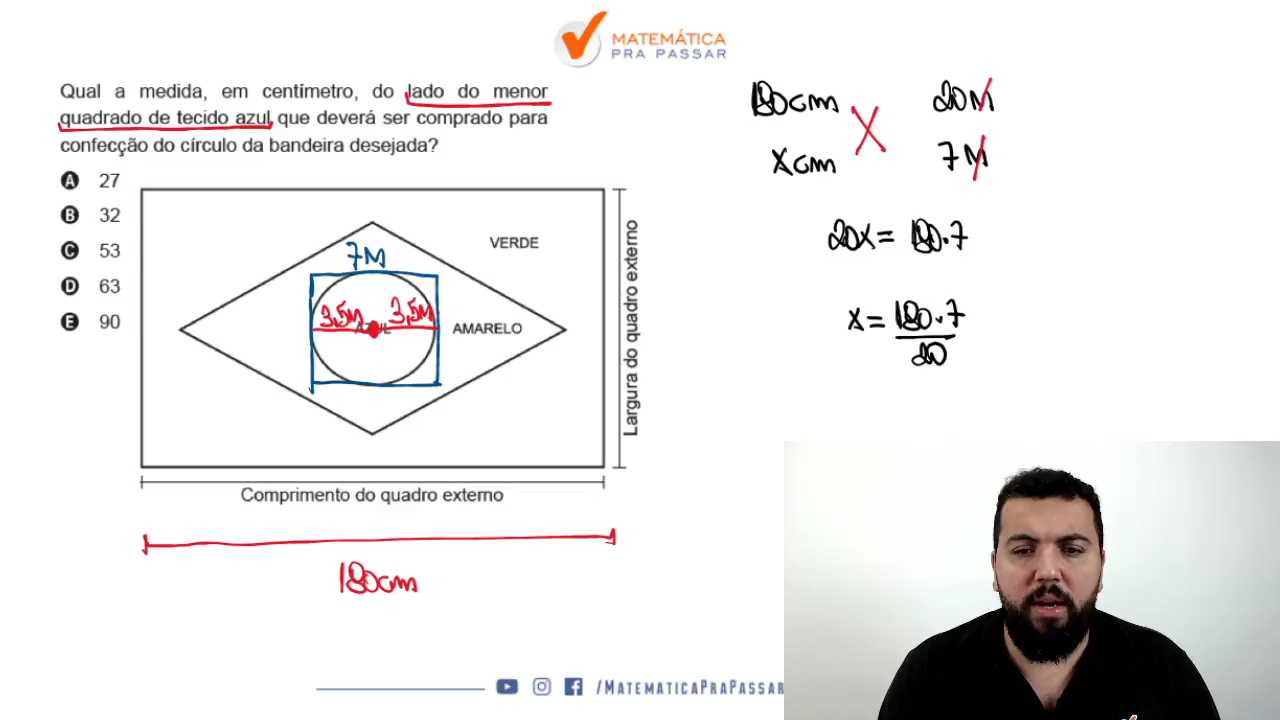 MATEMÁTICA
PRA PASSAR
Qual a medida, em centímetro, do lado do menor
quadrado de tecido azul que deverá ser comprado para
confecção do círculo da bandeira desejada?
A 27
B 32
C 53
D 63
E 90
VERDE
7M
3,5M 3,5M
AZUL
AMARELO
Largura do quadro externo
Comprimento do quadro externo
180cm
180cm 20M
xcm 7M
20x = 180.7
x = 180.7
20
/MATEMATICAPRAPASSAR